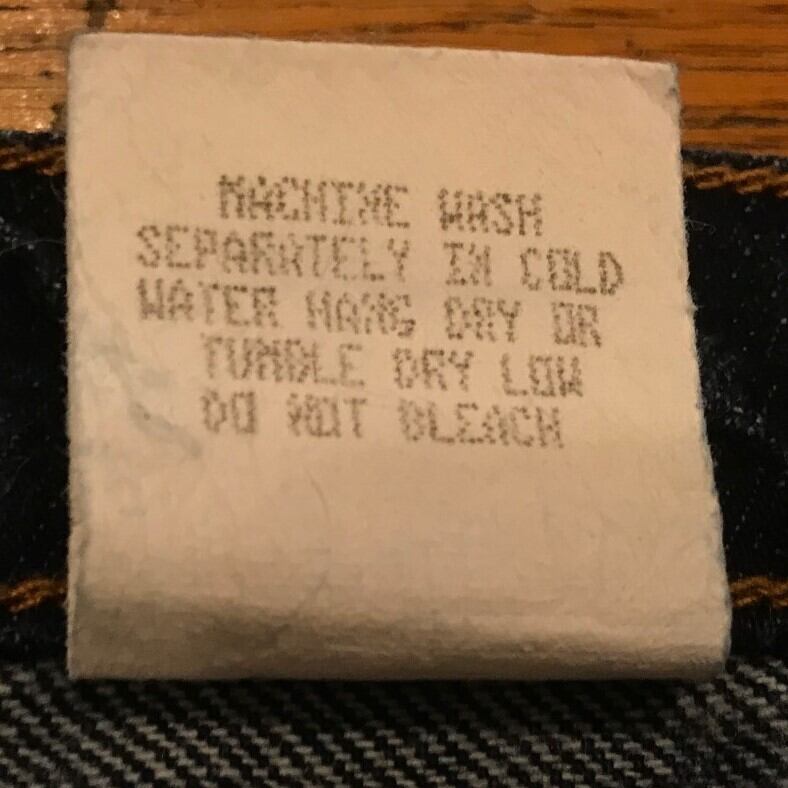 MACHINE WASH
SEPARATELY IN COLD
WATER HANG DRY OR
TUMBLE DRY LOW
DO NOT BLEACH